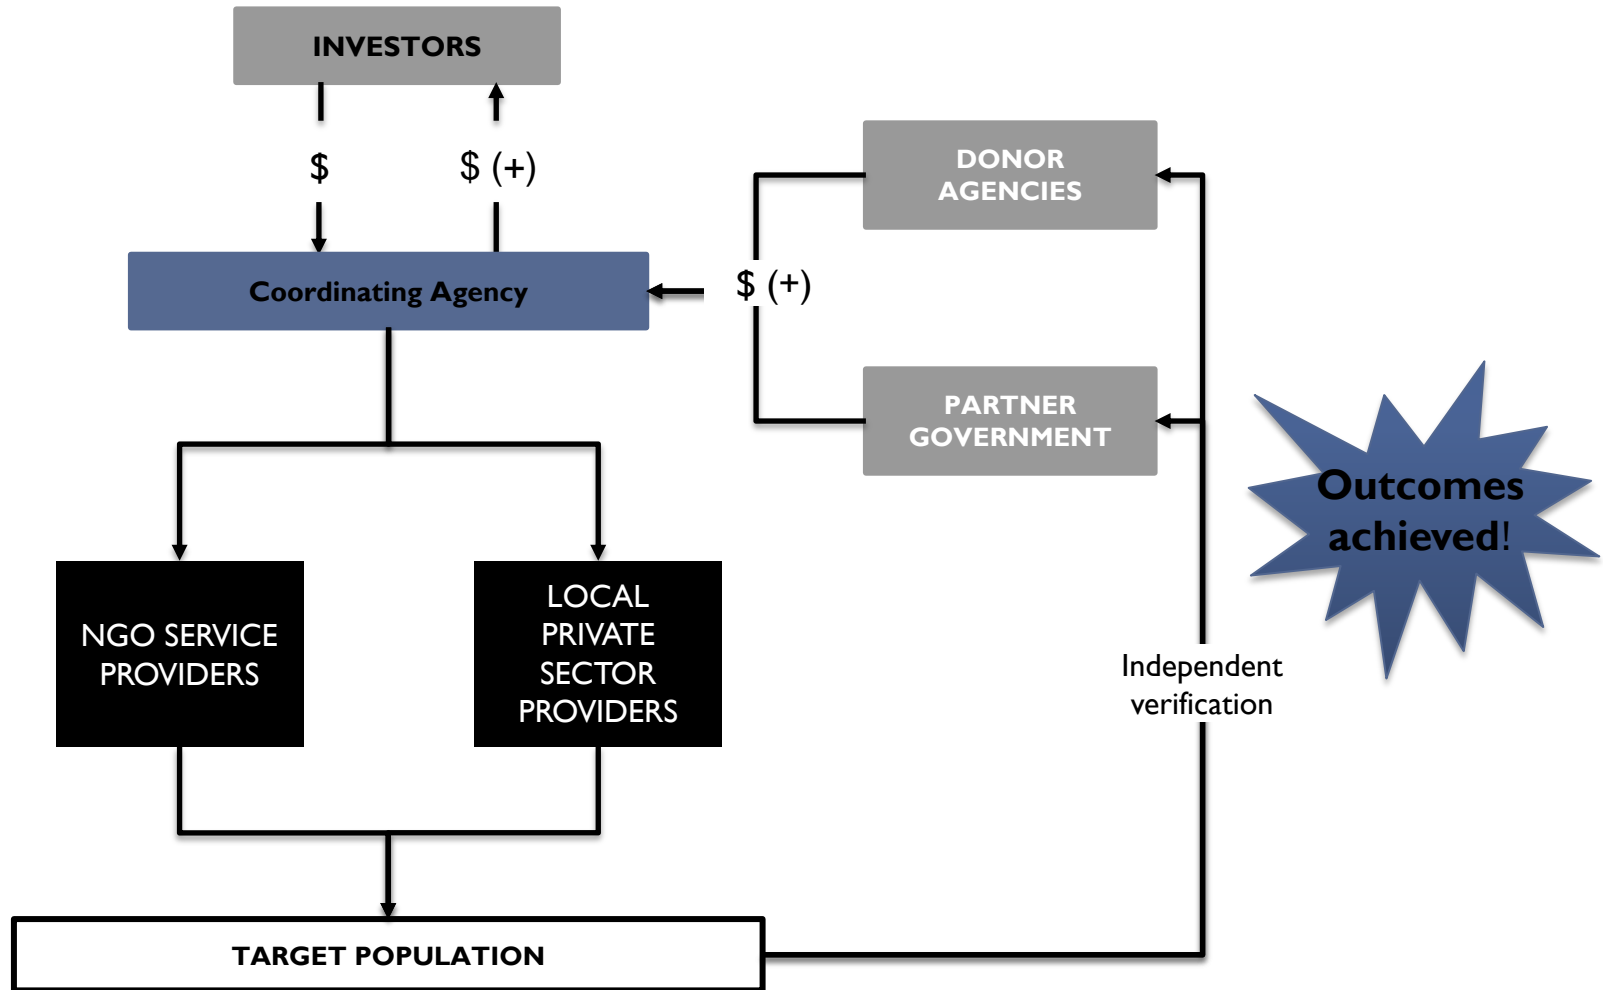 INVESTORS
$
$ (+)
DONOR
AGENCIES
Coordinating Agency
$ (+)
PARTNER
GOVERNMENT
Outcomes
achieved!
NGO SERVICE
PROVIDERS
LOCAL
PRIVATE
SECTOR
PROVIDERS
Independent
verification
TARGET POPULATION